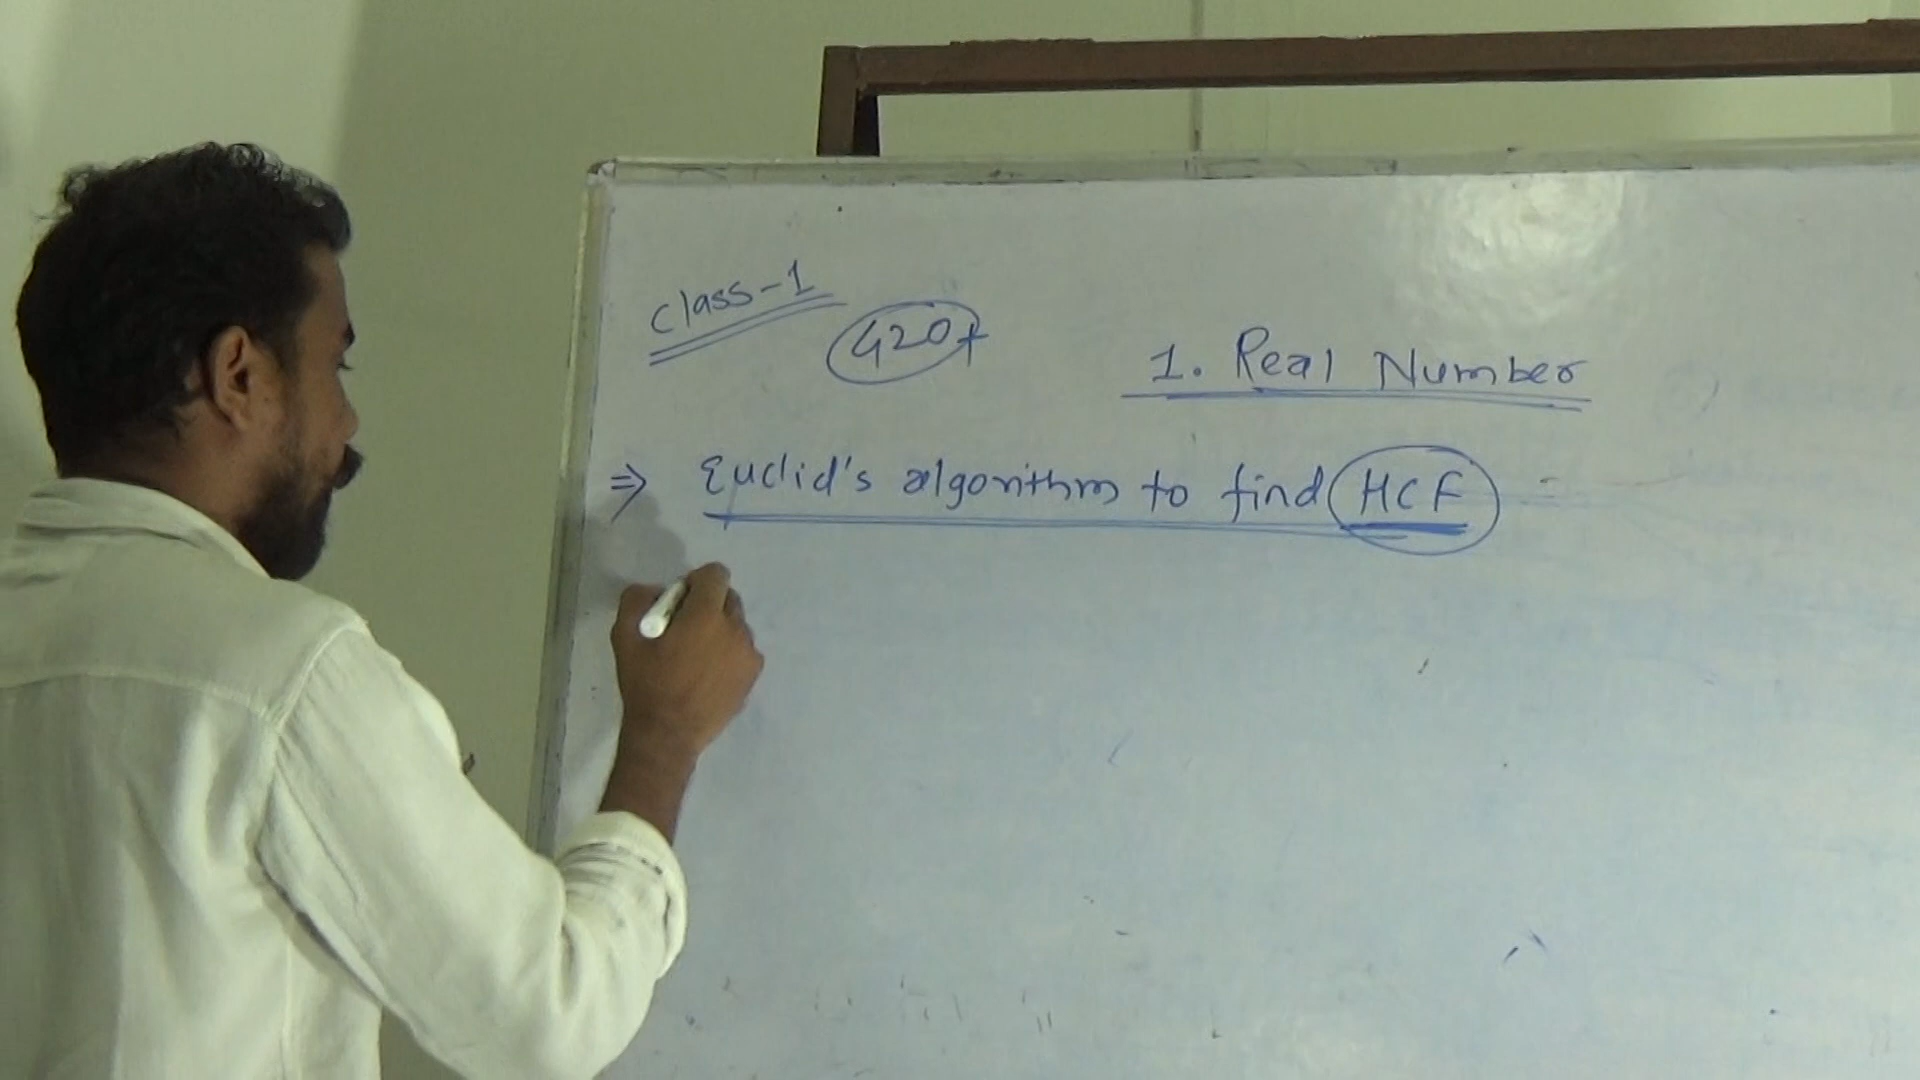 Class-1
420+
1. Real Number
⇒ Euclid's algorithm to find HCF